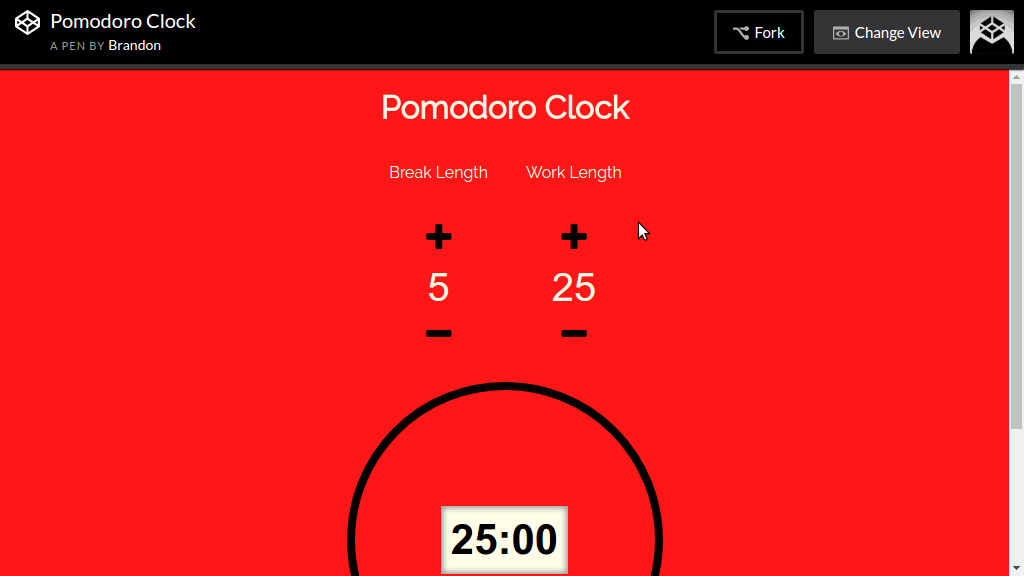 Pomodoro Clock
A PEN BY Brandon
Fork
Change View
Pomodoro Clock
Break Length
Work Length
+
+
5
25
−
−
25:00